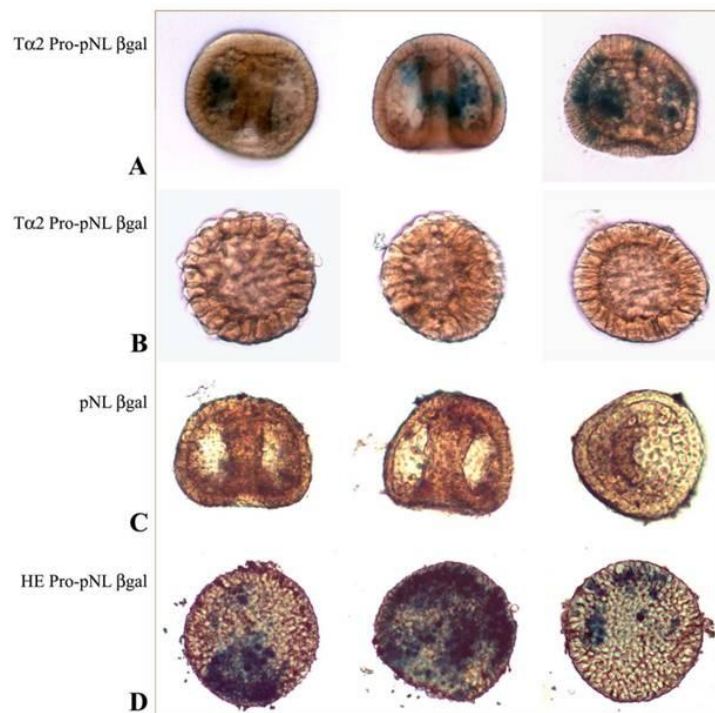 Tα2 Pro-pNL βgal
A
Tα2 Pro-pNL βgal
B
pNL βgal
C
HE Pro-pNL βgal
D